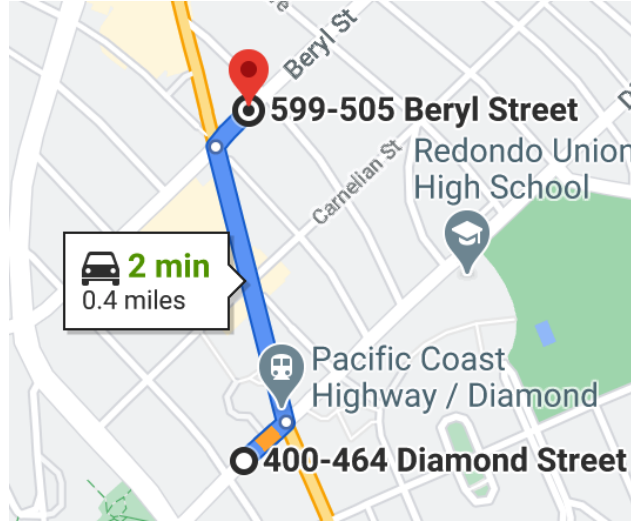 Beryl St
599-505 Beryl Street
Carnelian St
Redondo Union
High School
2 min
0.4 miles
Pacific Coast
Highway / Diamond
400-464 Diamond Street